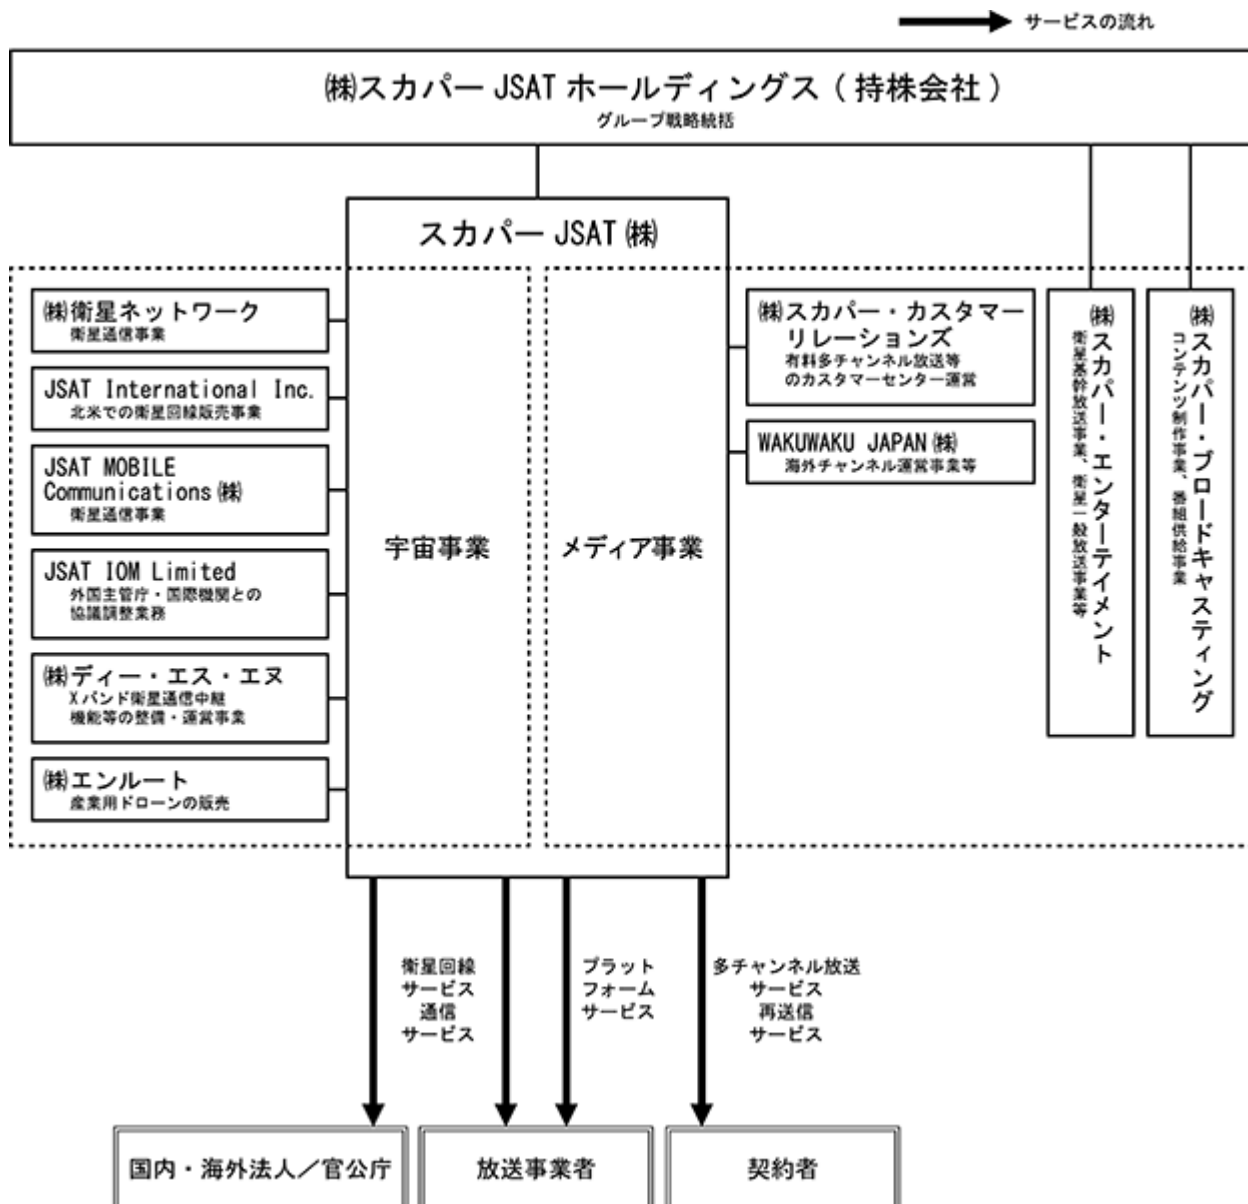 サービスの流れ
㈱スカパー JSAT ホールディングス ( 持株会社 )
グループ戦略統括
スカパー JSAT ㈱
㈱衛星ネットワーク
衛星通信事業
JSAT International Inc.
北米での衛星回線販売事業
JSAT MOBILE
Communications ㈱
衛星通信事業
JSAT IOM Limited
外国主管庁・国際機関との
協議調整業務
㈱ディー・エス・エヌ
Xバンド衛星通信中継
機能等の整備・運営事業
㈱エンルート
産業用ドローンの販売
宇宙事業
メディア事業
㈱スカパー・カスタマー
リレーションズ
有料多チャンネル放送等
のカスタマーセンター運営
WAKUWAKU JAPAN ㈱
海外チャンネル運営事業等
㈱スカパー・エンターテイメント
衛星基幹放送事業、衛星一般放送事業等
㈱スカパー・ブロードキャスティング
コンテンツ制作事業、番組供給事業
衛星回線
サービス
通信
サービス
プラット
フォーム
サービス
多チャンネル放送
サービス
再送信
サービス
国内・海外法人／官公庁
放送事業者
契約者